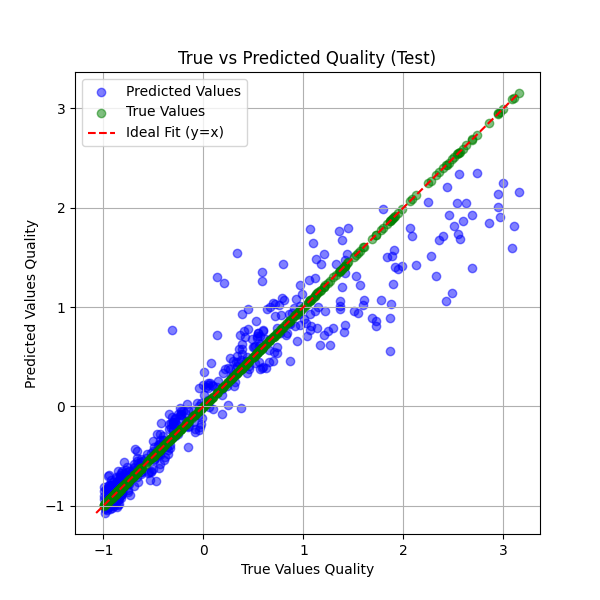 True vs Predicted Quality (Test)
Predicted Values
True Values
Ideal Fit (y=x)
3
2
1
0
−1
Predicted Values Quality
−1 0 1 2 3
True Values Quality